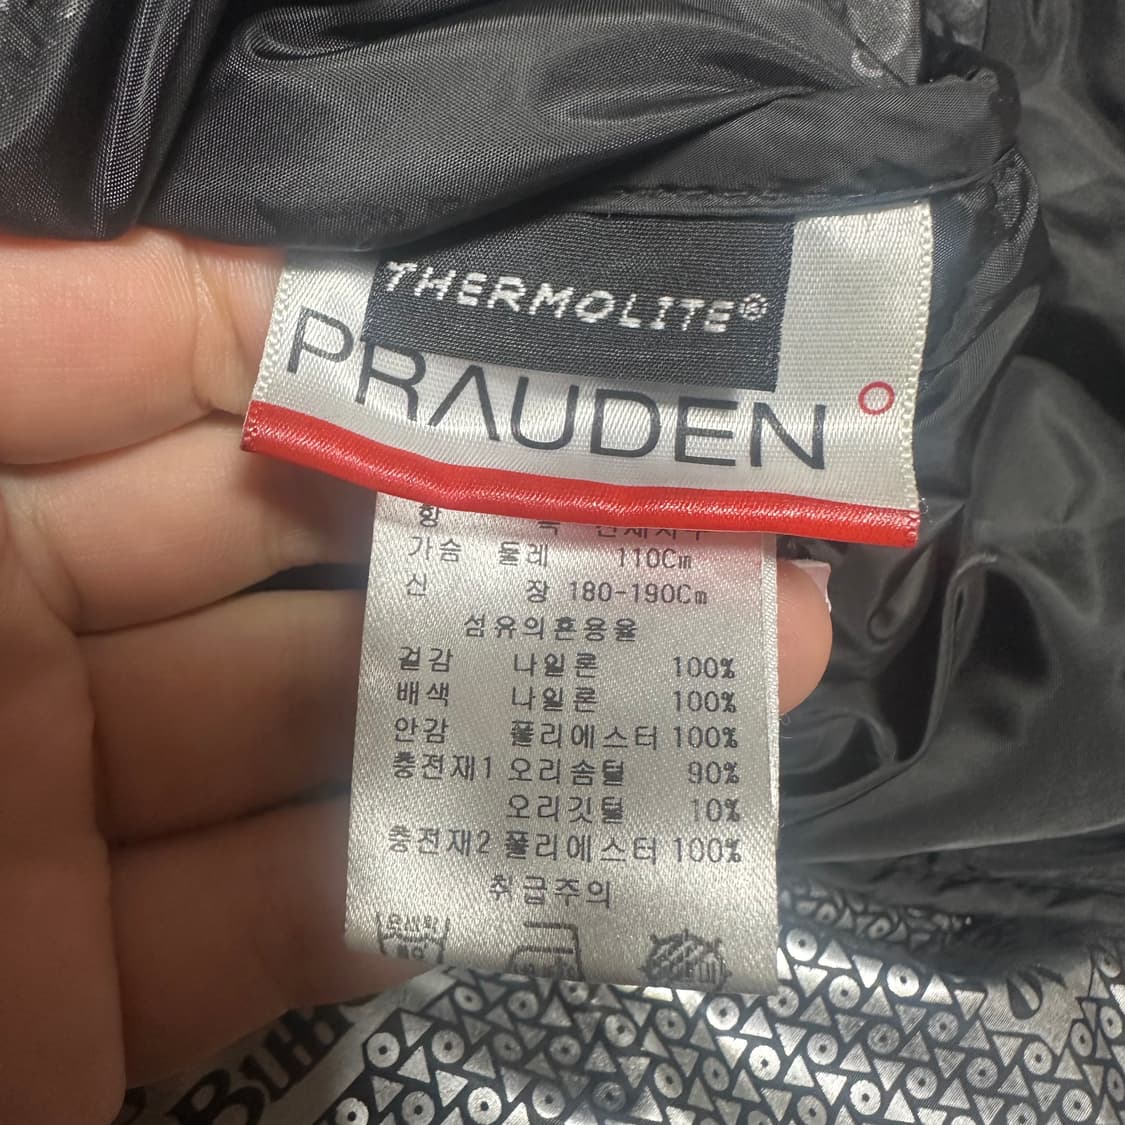 THERMOLITE®
PRAUDEN
가슴 둘레 110Cm
신 장 180-190Cm
섬유의혼용율
겉감 나일론 100%
배색 나일론 100%
안감 폴리에스터 100%
충전재1 오리솜털 90%
오리깃털 10%
충전재2 폴리에스터 100%
취급주의